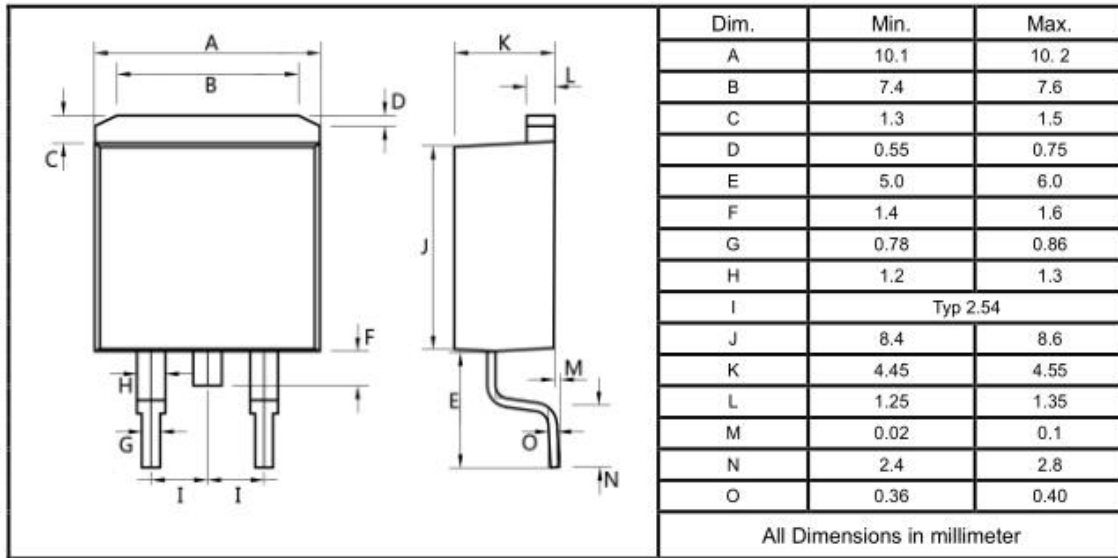 A
B
C
D
F
H
G
I I
K
L
J
E
M
O
N
Dim. Min. Max.
A 10.1 10. 2
B 7.4 7.6
C 1.3 1.5
D 0.55 0.75
E 5.0 6.0
F 1.4 1.6
G 0.78 0.86
H 1.2 1.3
I Typ 2.54
J 8.4 8.6
K 4.45 4.55
L 1.25 1.35
M 0.02 0.1
N 2.4 2.8
O 0.36 0.40
All Dimensions in millimeter